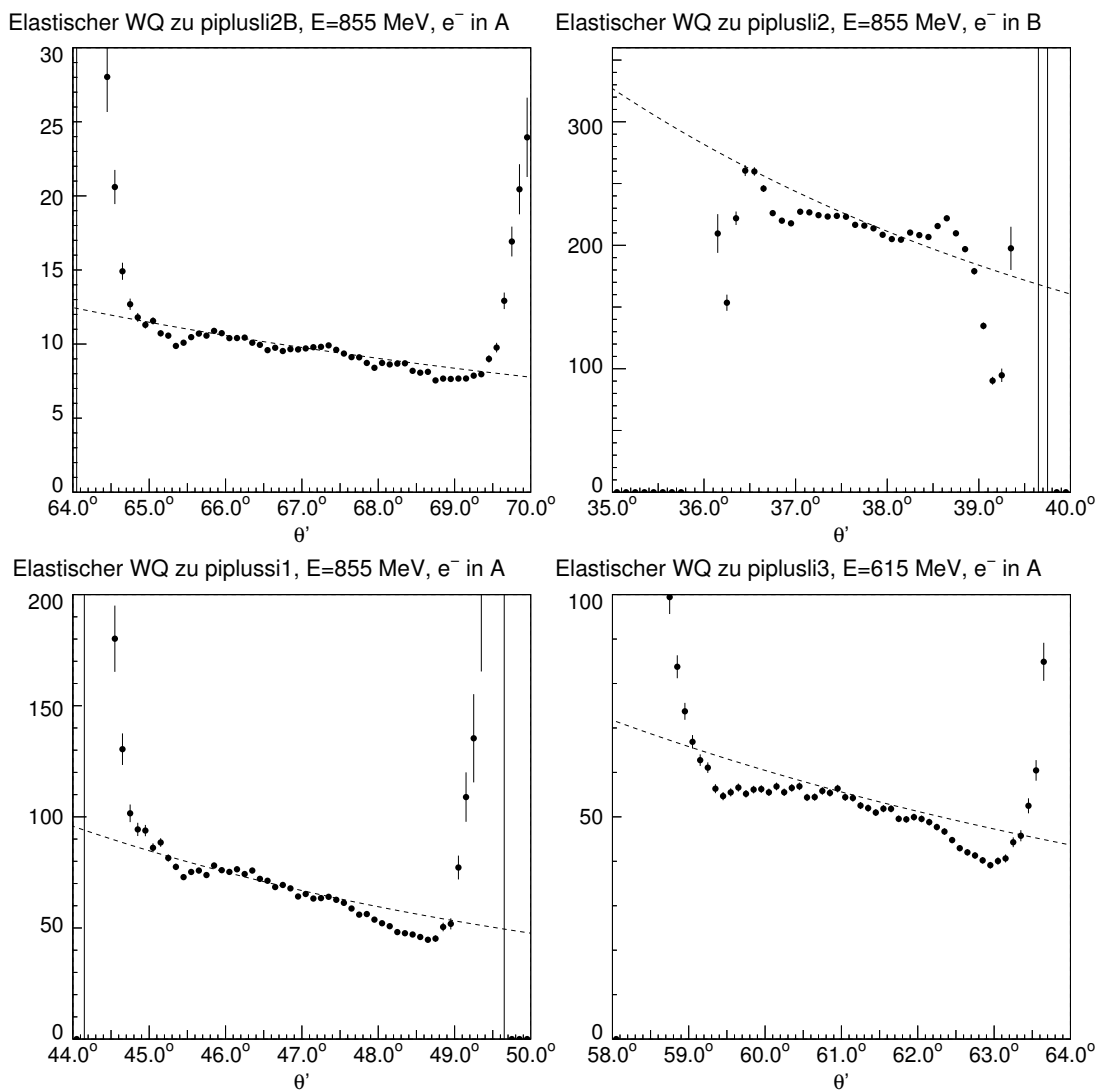 Elastischer WQ zu piplusli2B, E=855 MeV, e⁻ in A
30
25
20
15
10
5
0
64.0° 65.0° 66.0° 67.0° 68.0° 69.0° 70.0°
θ'
Elastischer WQ zu piplusli2, E=855 MeV, e⁻ in B
300
200
100
0
35.0° 36.0° 37.0° 38.0° 39.0° 40.0°
θ'
Elastischer WQ zu piplussi1, E=855 MeV, e⁻ in A
200
150
100
50
0
44.0° 45.0° 46.0° 47.0° 48.0° 49.0° 50.0°
θ'
Elastischer WQ zu piplusli3, E=615 MeV, e⁻ in A
100
50
0
58.0° 59.0° 60.0° 61.0° 62.0° 63.0° 64.0°
θ'